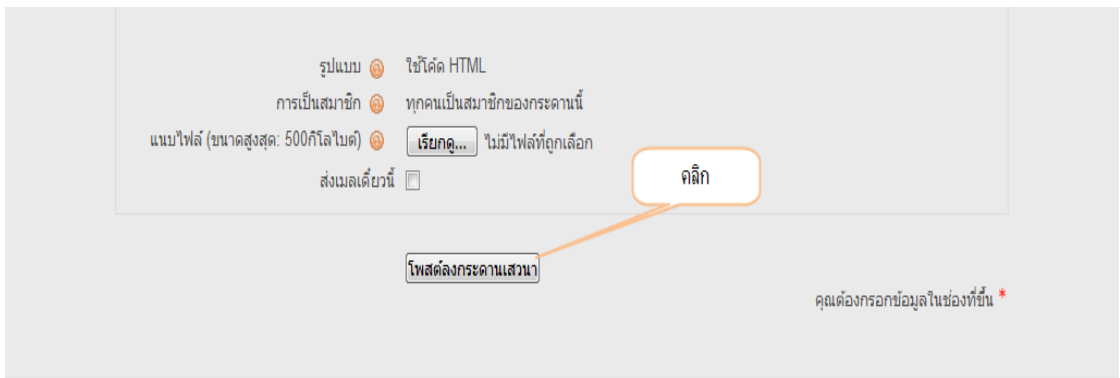 รูปแบบ ใช้โค้ด HTML
การเป็นสมาชิก ทุกคนเป็นสมาชิกของกระดานนี้
แนบไฟล์ (ขนาดสูงสุด: 500กิโลไบต์) เรียกดู... ไม่มีไฟล์ที่ถูกเลือก
ส่งเมลเดี๋ยวนี้
คลิก
โพสต์ลงกระดานเสวนา
คุณต้องกรอกข้อมูลในช่องที่ขึ้น *